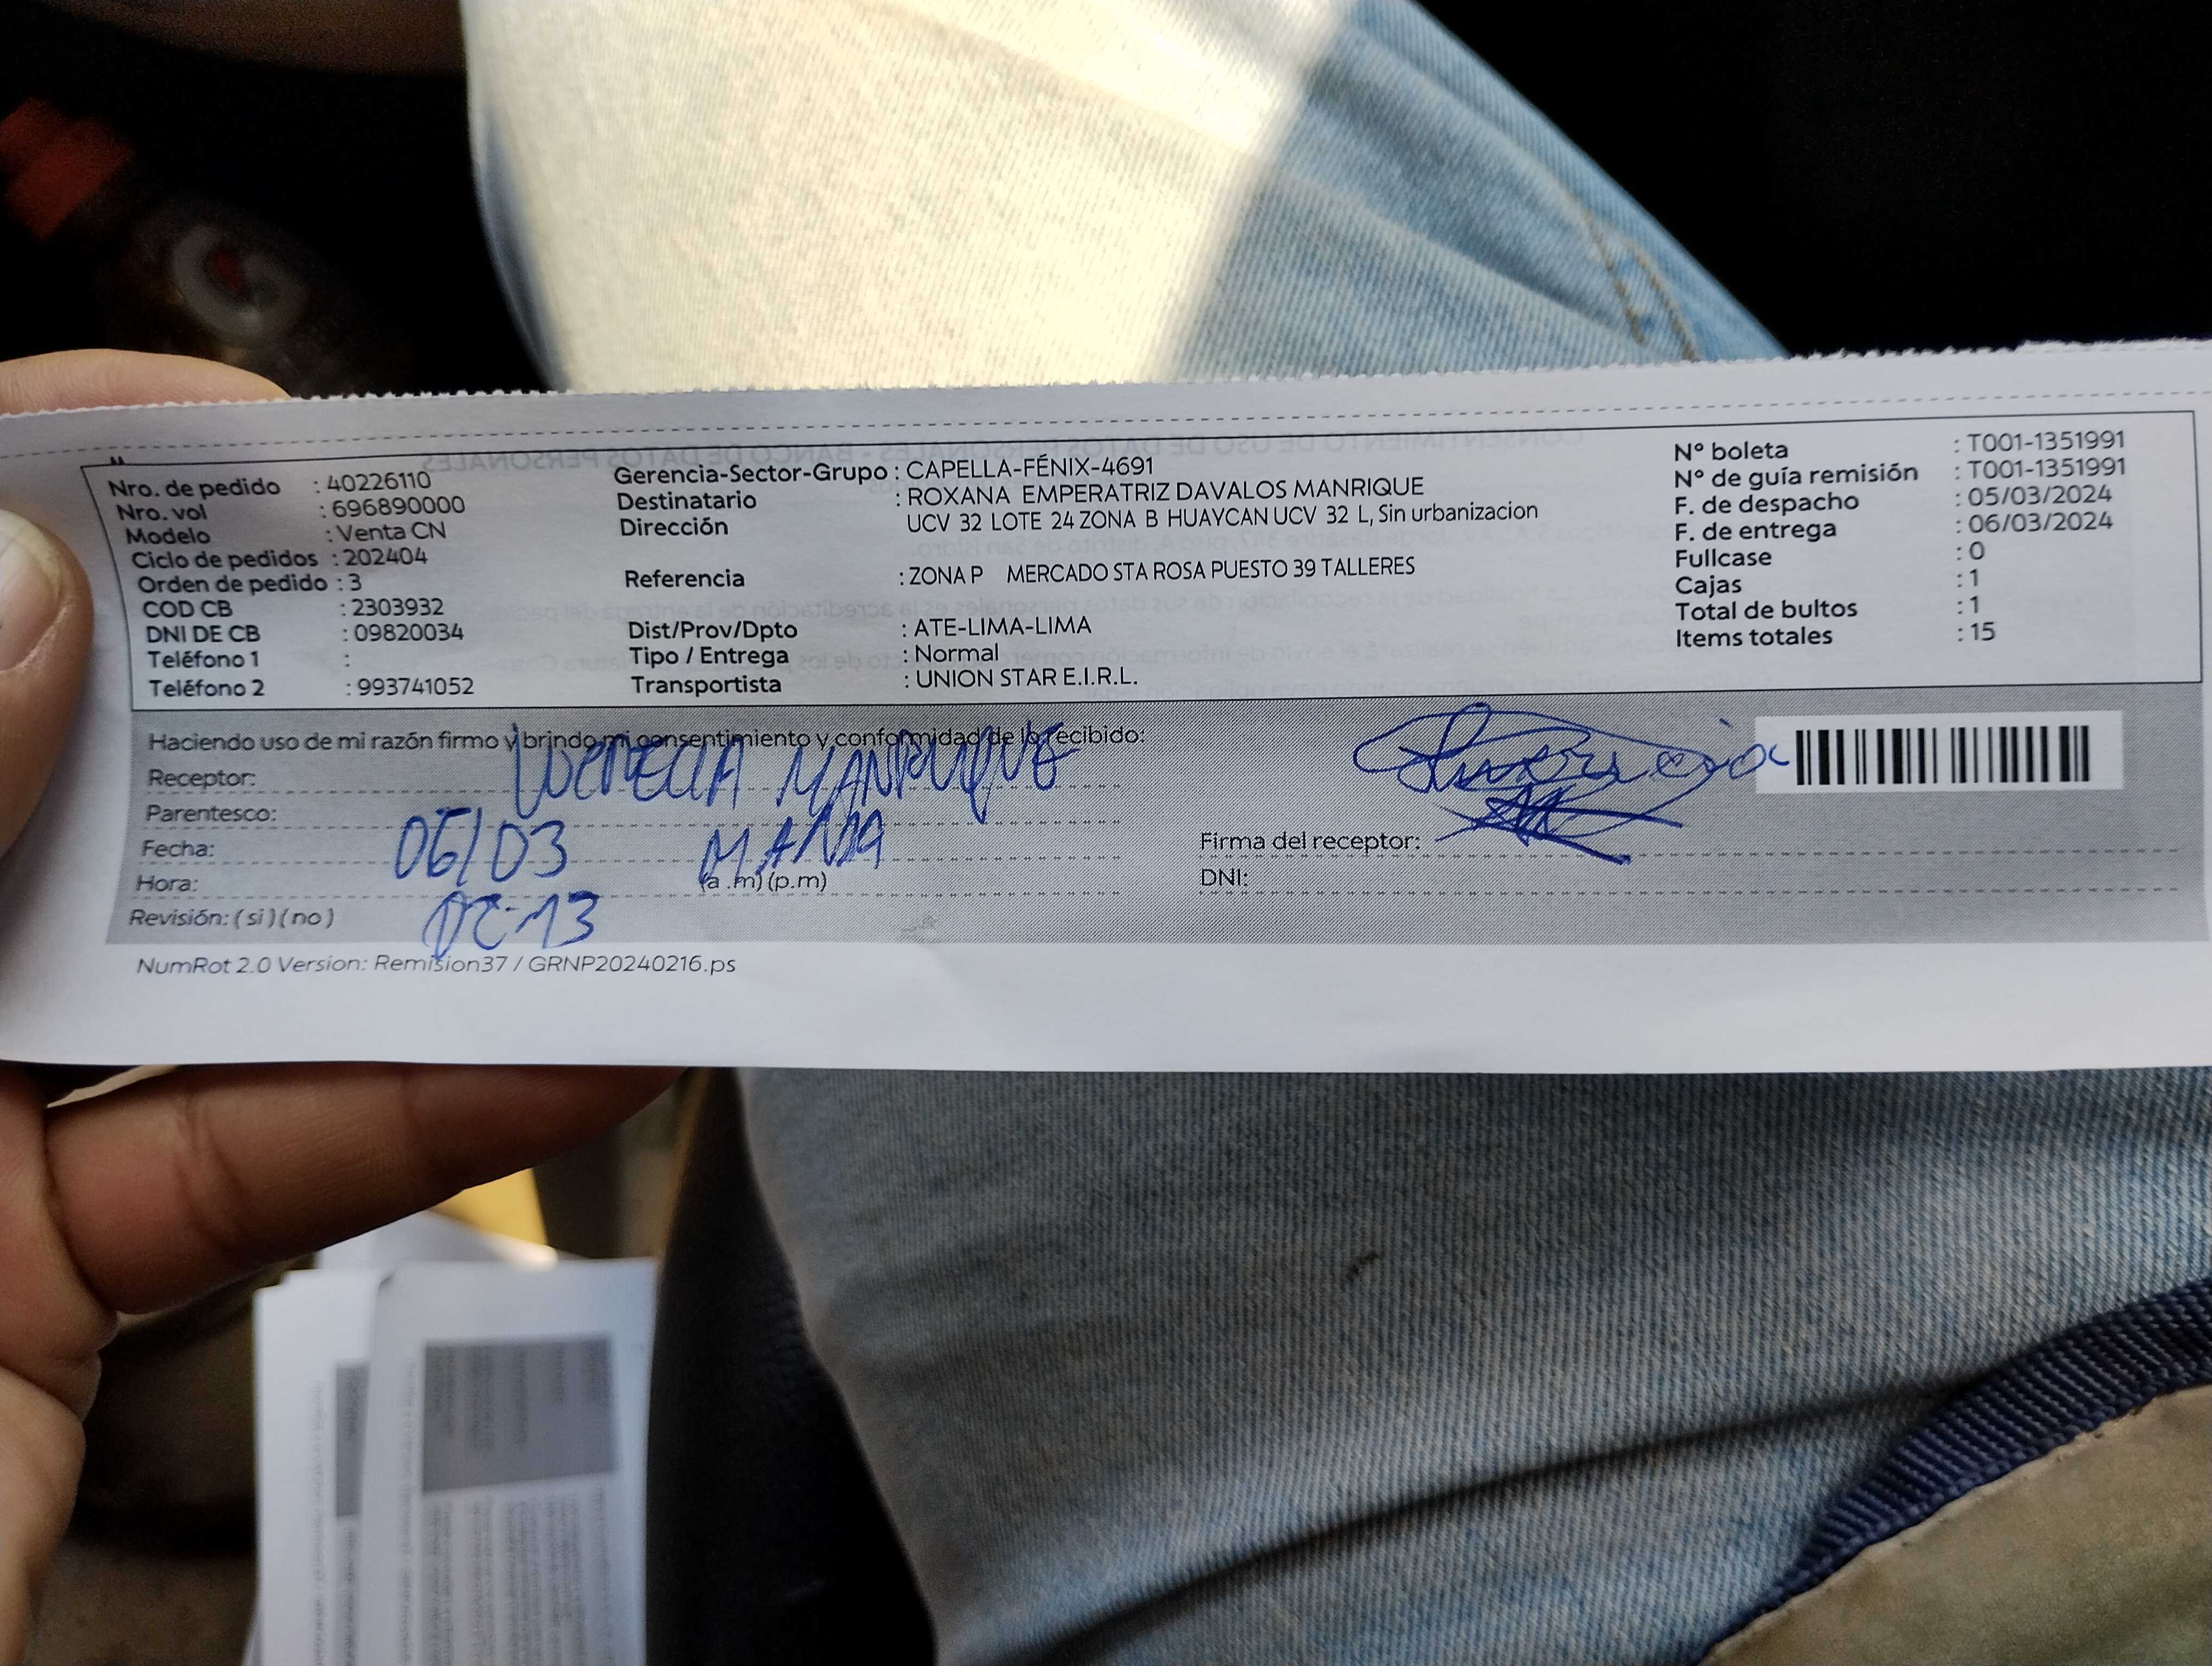 Nro. de pedido : 40226110
Nro. vol : 696890000
Modelo : Venta CN
Ciclo de pedidos : 202404
Orden de pedido : 3
COD CB : 2303932
DNI DE CB : 09820034
Teléfono 1 :
Teléfono 2 : 993741052
Gerencia-Sector-Grupo : CAPELLA-FÉNIX-4691
Destinatario : ROXANA EMPERATRIZ DAVALOS MANRIQUE
Dirección UCV 32 LOTE 24 ZONA B HUAYCAN UCV 32 L, Sin urbanizacion
Referencia : ZONA P MERCADO STA ROSA PUESTO 39 TALLERES
Dist/Prov/Dpto : ATE-LIMA-LIMA
Tipo / Entrega : Normal
Transportista : UNION STAR E.I.R.L.
Nº boleta : T001-1351991
Nº de guía remisión : T001-1351991
F. de despacho : 05/03/2024
F. de entrega : 06/03/2024
Fullcase : 0
Cajas : 1
Total de bultos : 1
Items totales : 15
Haciendo uso de mi razón firmo y brindo mi consentimiento y conformidad de lo recibido:
Receptor: MANRIQUE
Parentesco:
Fecha: 06/03
Hora: (a .m) (p.m)
Revisión: ( si ) ( no )
Firma del receptor:
DNI:
NumRot 2.0 Version: Remision37 / GRNP20240216.ps